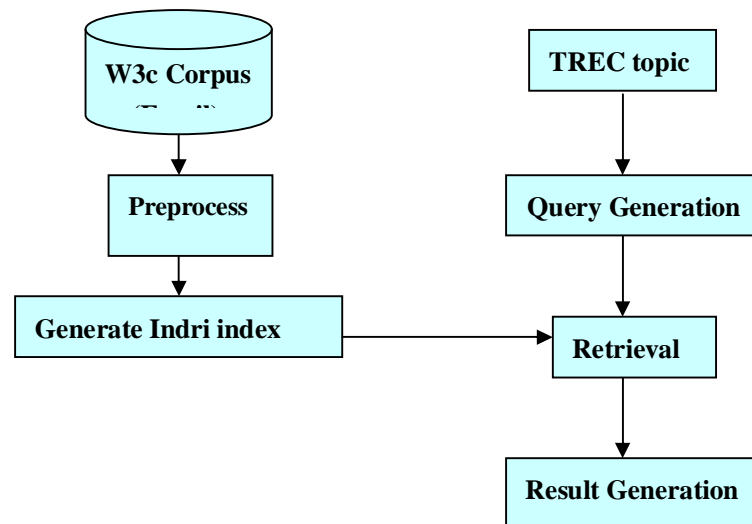 W3c Corpus
TREC topic
Preprocess
Query Generation
Generate Indri index
Retrieval
Result Generation